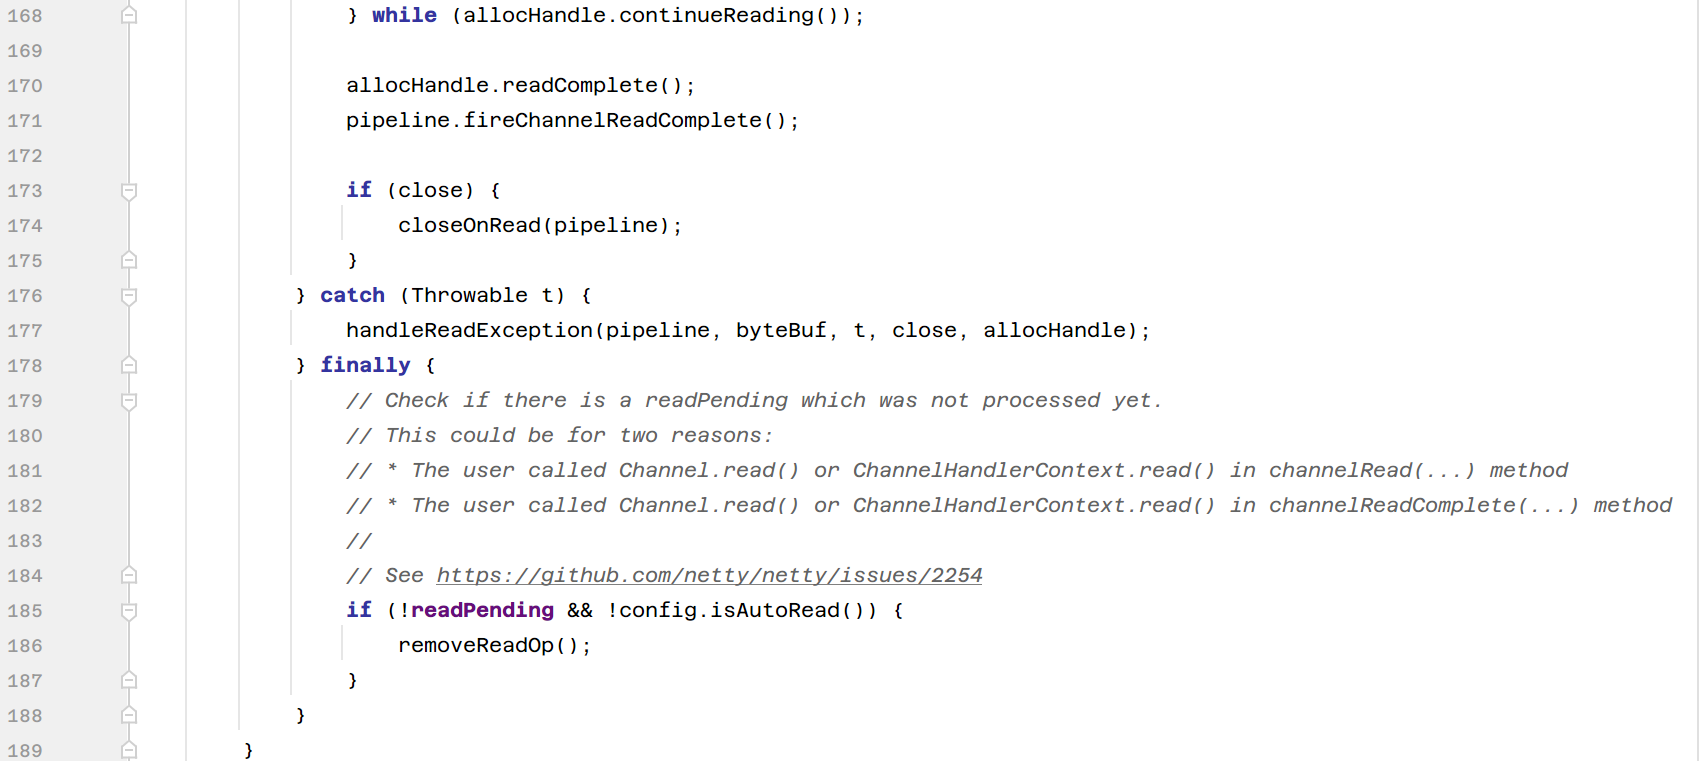 168 } while (allocHandle.continueReading());
169
170 allocHandle.readComplete();
171 pipeline.fireChannelReadComplete();
172
173 if (close) {
174 closeOnRead(pipeline);
175 }
176 } catch (Throwable t) {
177 handleReadException(pipeline, byteBuf, t, close, allocHandle);
178 } finally {
179 // Check if there is a readPending which was not processed yet.
180 // This could be for two reasons:
181 // * The user called Channel.read() or ChannelHandlerContext.read() in channelRead(...) method
182 // * The user called Channel.read() or ChannelHandlerContext.read() in channelReadComplete(...) method
183 //
184 // See https://github.com/netty/netty/issues/2254
185 if (!readPending && !config.isAutoRead()) {
186 removeReadOp();
187 }
188 }
189 }